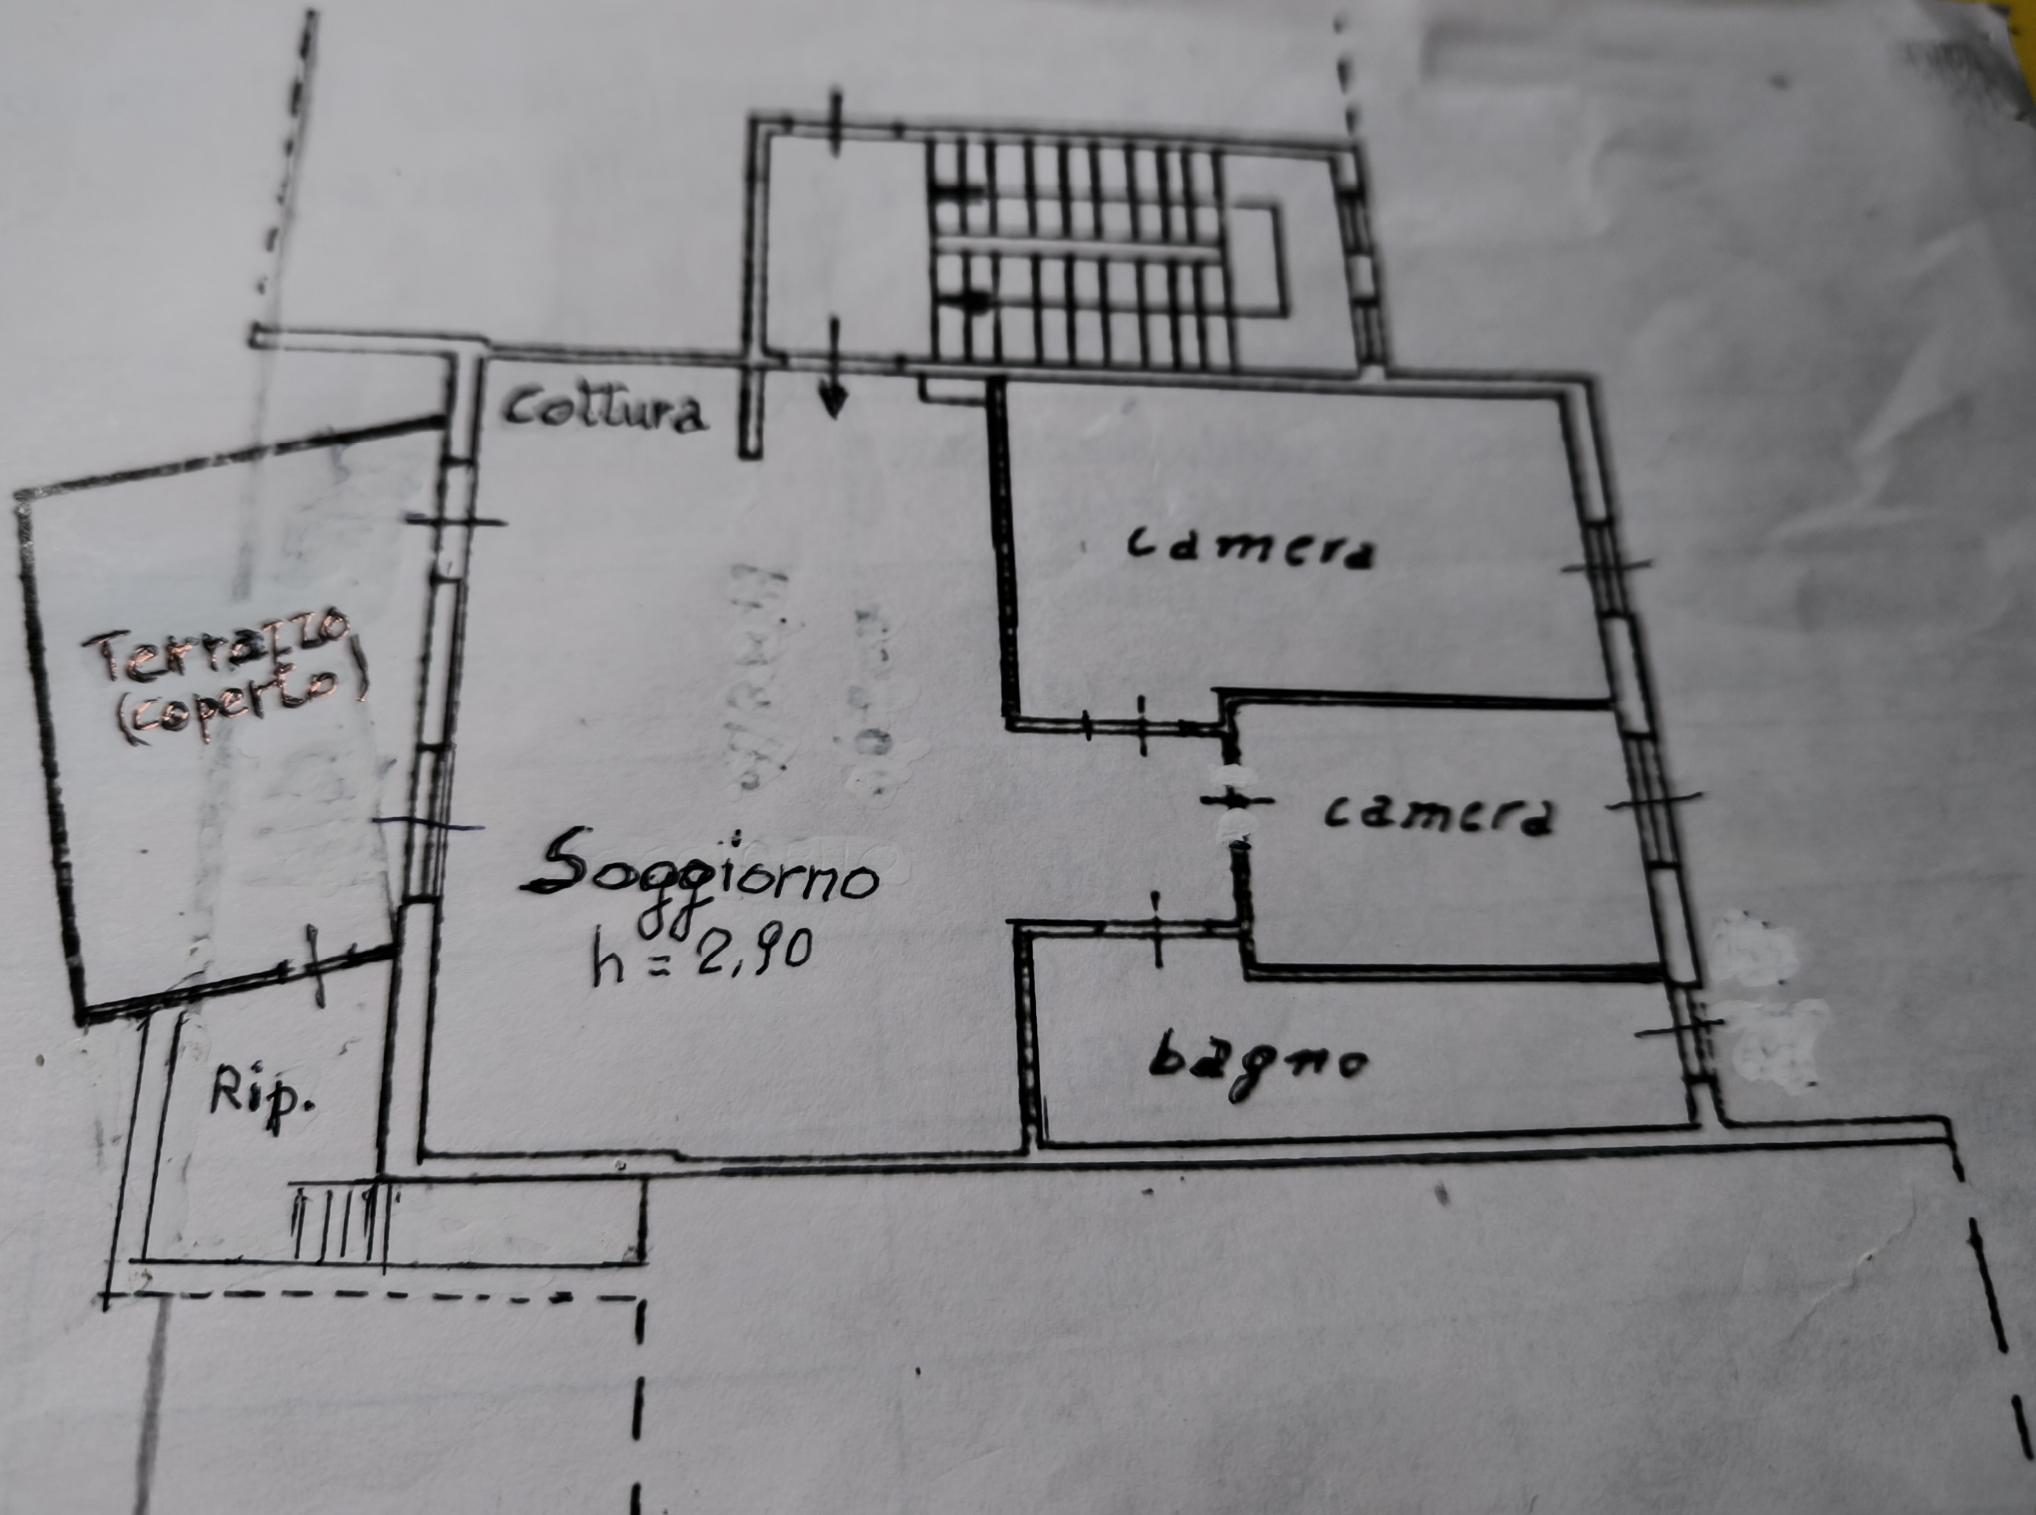 Cottura
camera
Terrazzo
(coperto)
camera
Soggiorno
h = 2,90
bagno
Rip.